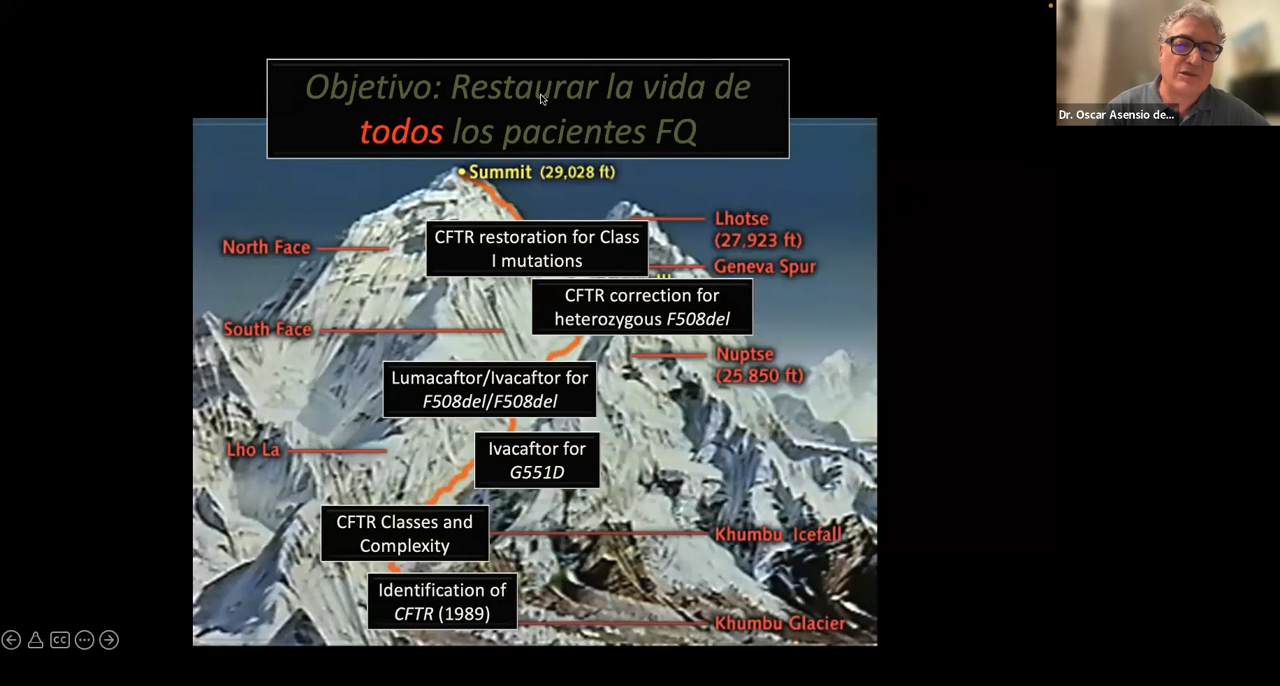 Objetivo: Restaurar la vida de
todos los pacientes FQ
Dr. Oscar Asensio de...
Summit (29,028 ft)
Lhotse
(27,923 ft)
North Face
CFTR restoration for Class
I mutations
Geneva Spur
CFTR correction for
heterozygous F508del
South Face
Nuptse
(25,850 ft)
Lumacaftor/Ivacaftor for
F508del/F508del
Lho La
Ivacaftor for
G551D
CFTR Classes and
Complexity
Khumbu Icefall
Identification of
CFTR (1989)
Khumbu Glacier
CC